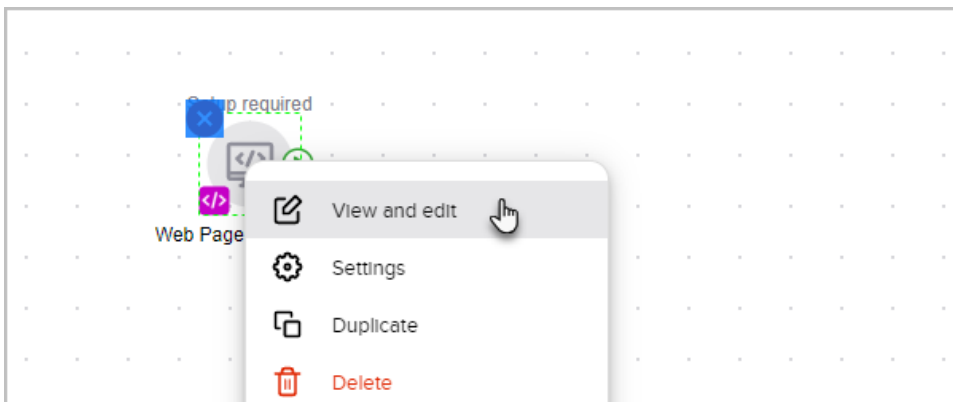 Setup required
</>
</>
Web Page
View and edit
Settings
Duplicate
Delete